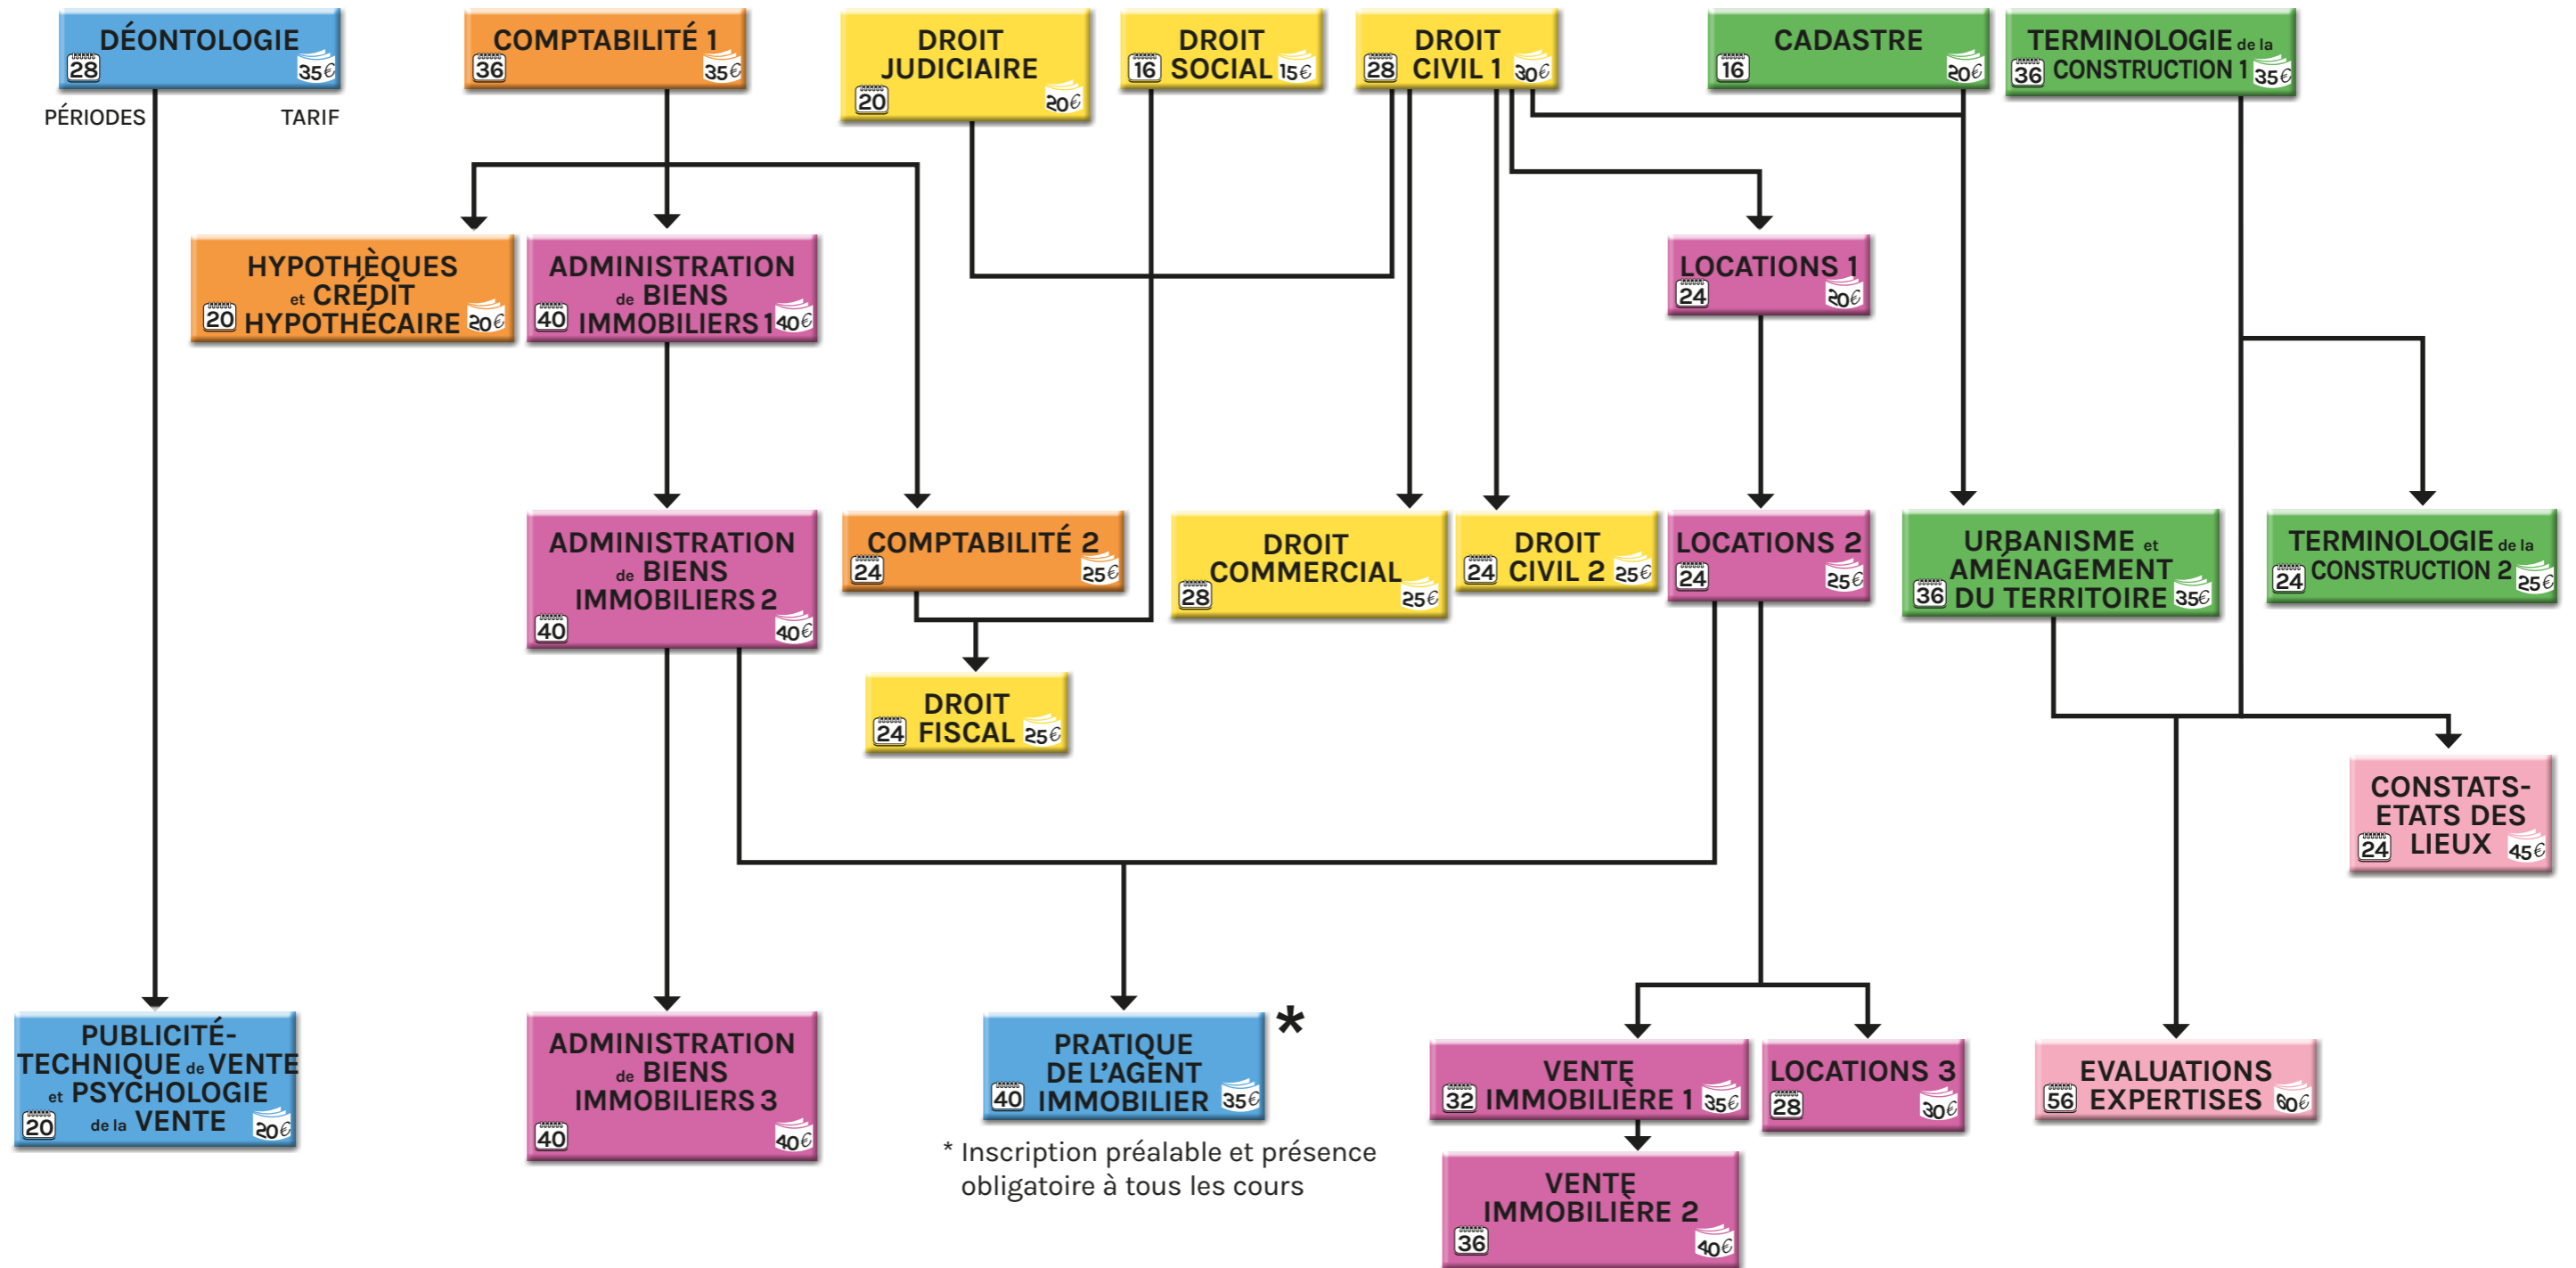 DÉONTOLOGIE
28
35€
PÉRIODES
TARIF
COMPTABILITÉ 1
36
35€
DROIT
JUDICIAIRE
20
20€
DROIT
SOCIAL
16
15€
DROIT
CIVIL 1
28
30€
CADASTRE
16
20€
TERMINOLOGIE de la
CONSTRUCTION 1
36
35€
HYPOTHÈQUES
et CRÉDIT
HYPOTHÉCAIRE
20
20€
ADMINISTRATION
de BIENS
IMMOBILIERS 1
40
40€
LOCATIONS 1
24
20€
ADMINISTRATION
de BIENS
IMMOBILIERS 2
40
40€
COMPTABILITÉ 2
24
25€
DROIT
COMMERCIAL
28
25€
DROIT
CIVIL 2
24
25€
LOCATIONS 2
24
25€
URBANISME et
AMÉNAGEMENT
DU TERRITOIRE
36
35€
TERMINOLOGIE de la
CONSTRUCTION 2
24
25€
DROIT
FISCAL
24
25€
CONSTATS-
ETATS DES
LIEUX
24
45€
PUBLICITÉ-
TECHNIQUE de VENTE
et PSYCHOLOGIE
de la VENTE
20
20€
ADMINISTRATION
de BIENS
IMMOBILIERS 3
40
40€
PRATIQUE
DE L'AGENT
IMMOBILIER
40
35€
*
* Inscription préalable et présence
obligatoire à tous les cours
VENTE
IMMOBILIÈRE 1
32
35€
LOCATIONS 3
28
30€
EVALUATIONS
EXPERTISES
56
60€
VENTE
IMMOBILIÈRE 2
36
40€